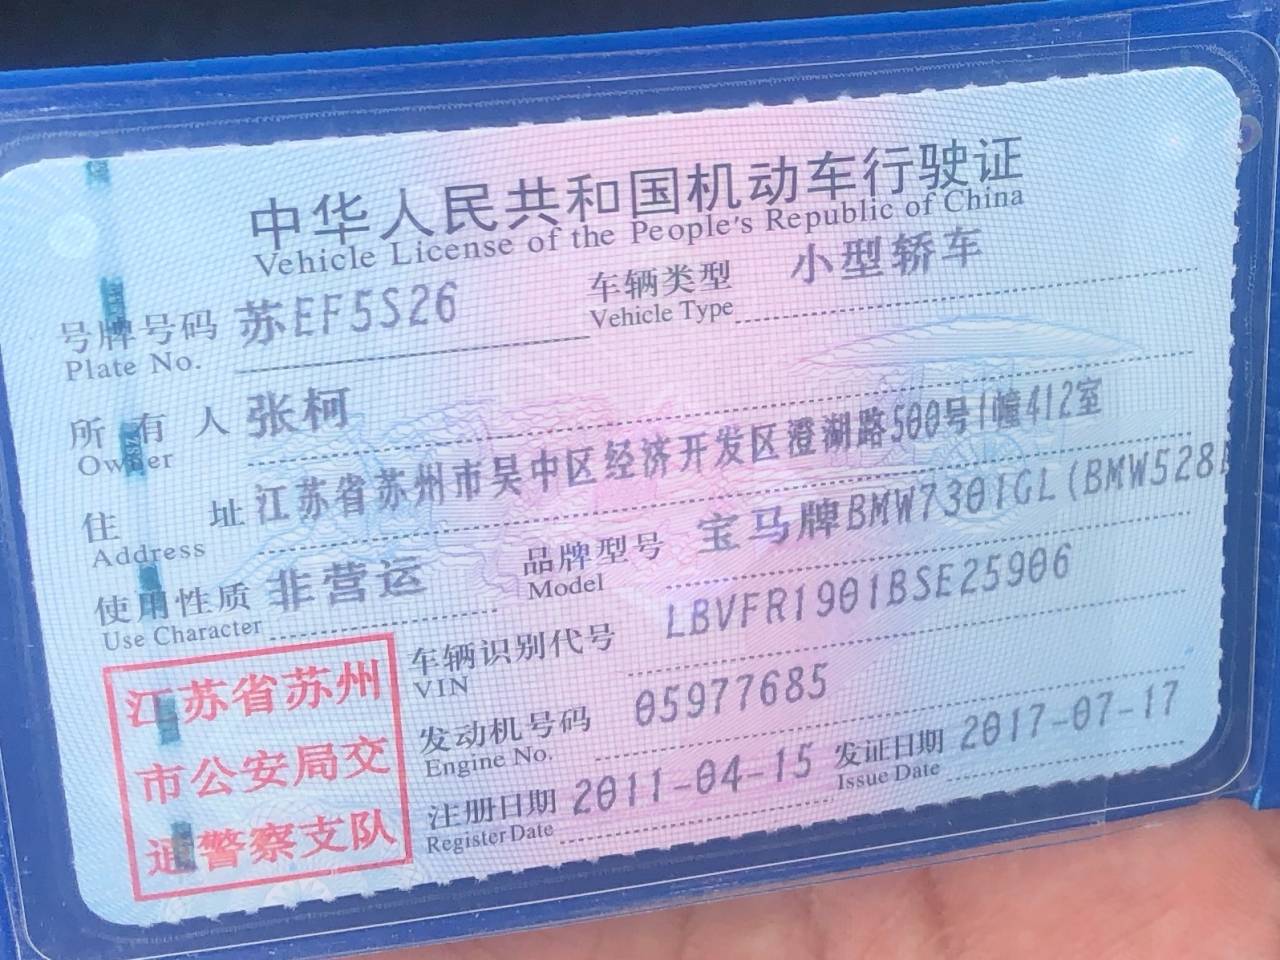 中华人民共和国机动车行驶证
Vehicle License of the People's Republic of China
号牌号码 苏EF5S26 车辆类型 小型轿车
Plate No. Vehicle Type
所有人 张柯
Owner
住址 江苏省苏州市吴中区经济开发区澄湖路500号1幢412室
Address
使用性质 非营运 品牌型号 宝马牌BMW7301GL(BMW528
Use Character Model
车辆识别代号 LBVFR1901BSE25906
VIN
发动机号码 05977685
Engine No.
注册日期 2011-04-15 发证日期 2017-07-17
Register Date Issue Date
江苏省苏州
市公安局交
通警察支队